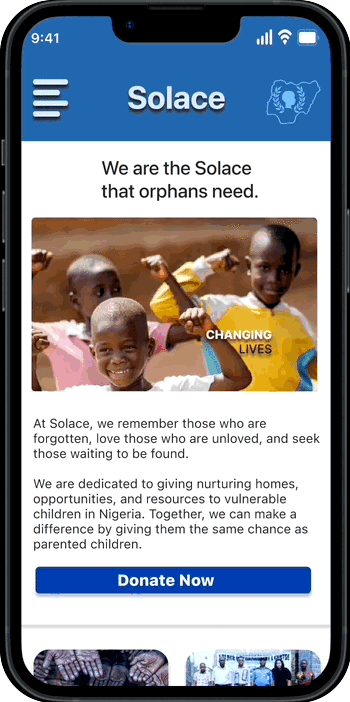 9:41
Solace
We are the Solace
that orphans need.
CHANGING
LIVES
At Solace, we remember those who are
forgotten, love those who are unloved, and seek
those waiting to be found.
We are dedicated to giving nurturing homes,
opportunities, and resources to vulnerable
children in Nigeria. Together, we can make a
difference by giving them the same chance as
parented children.
Donate Now